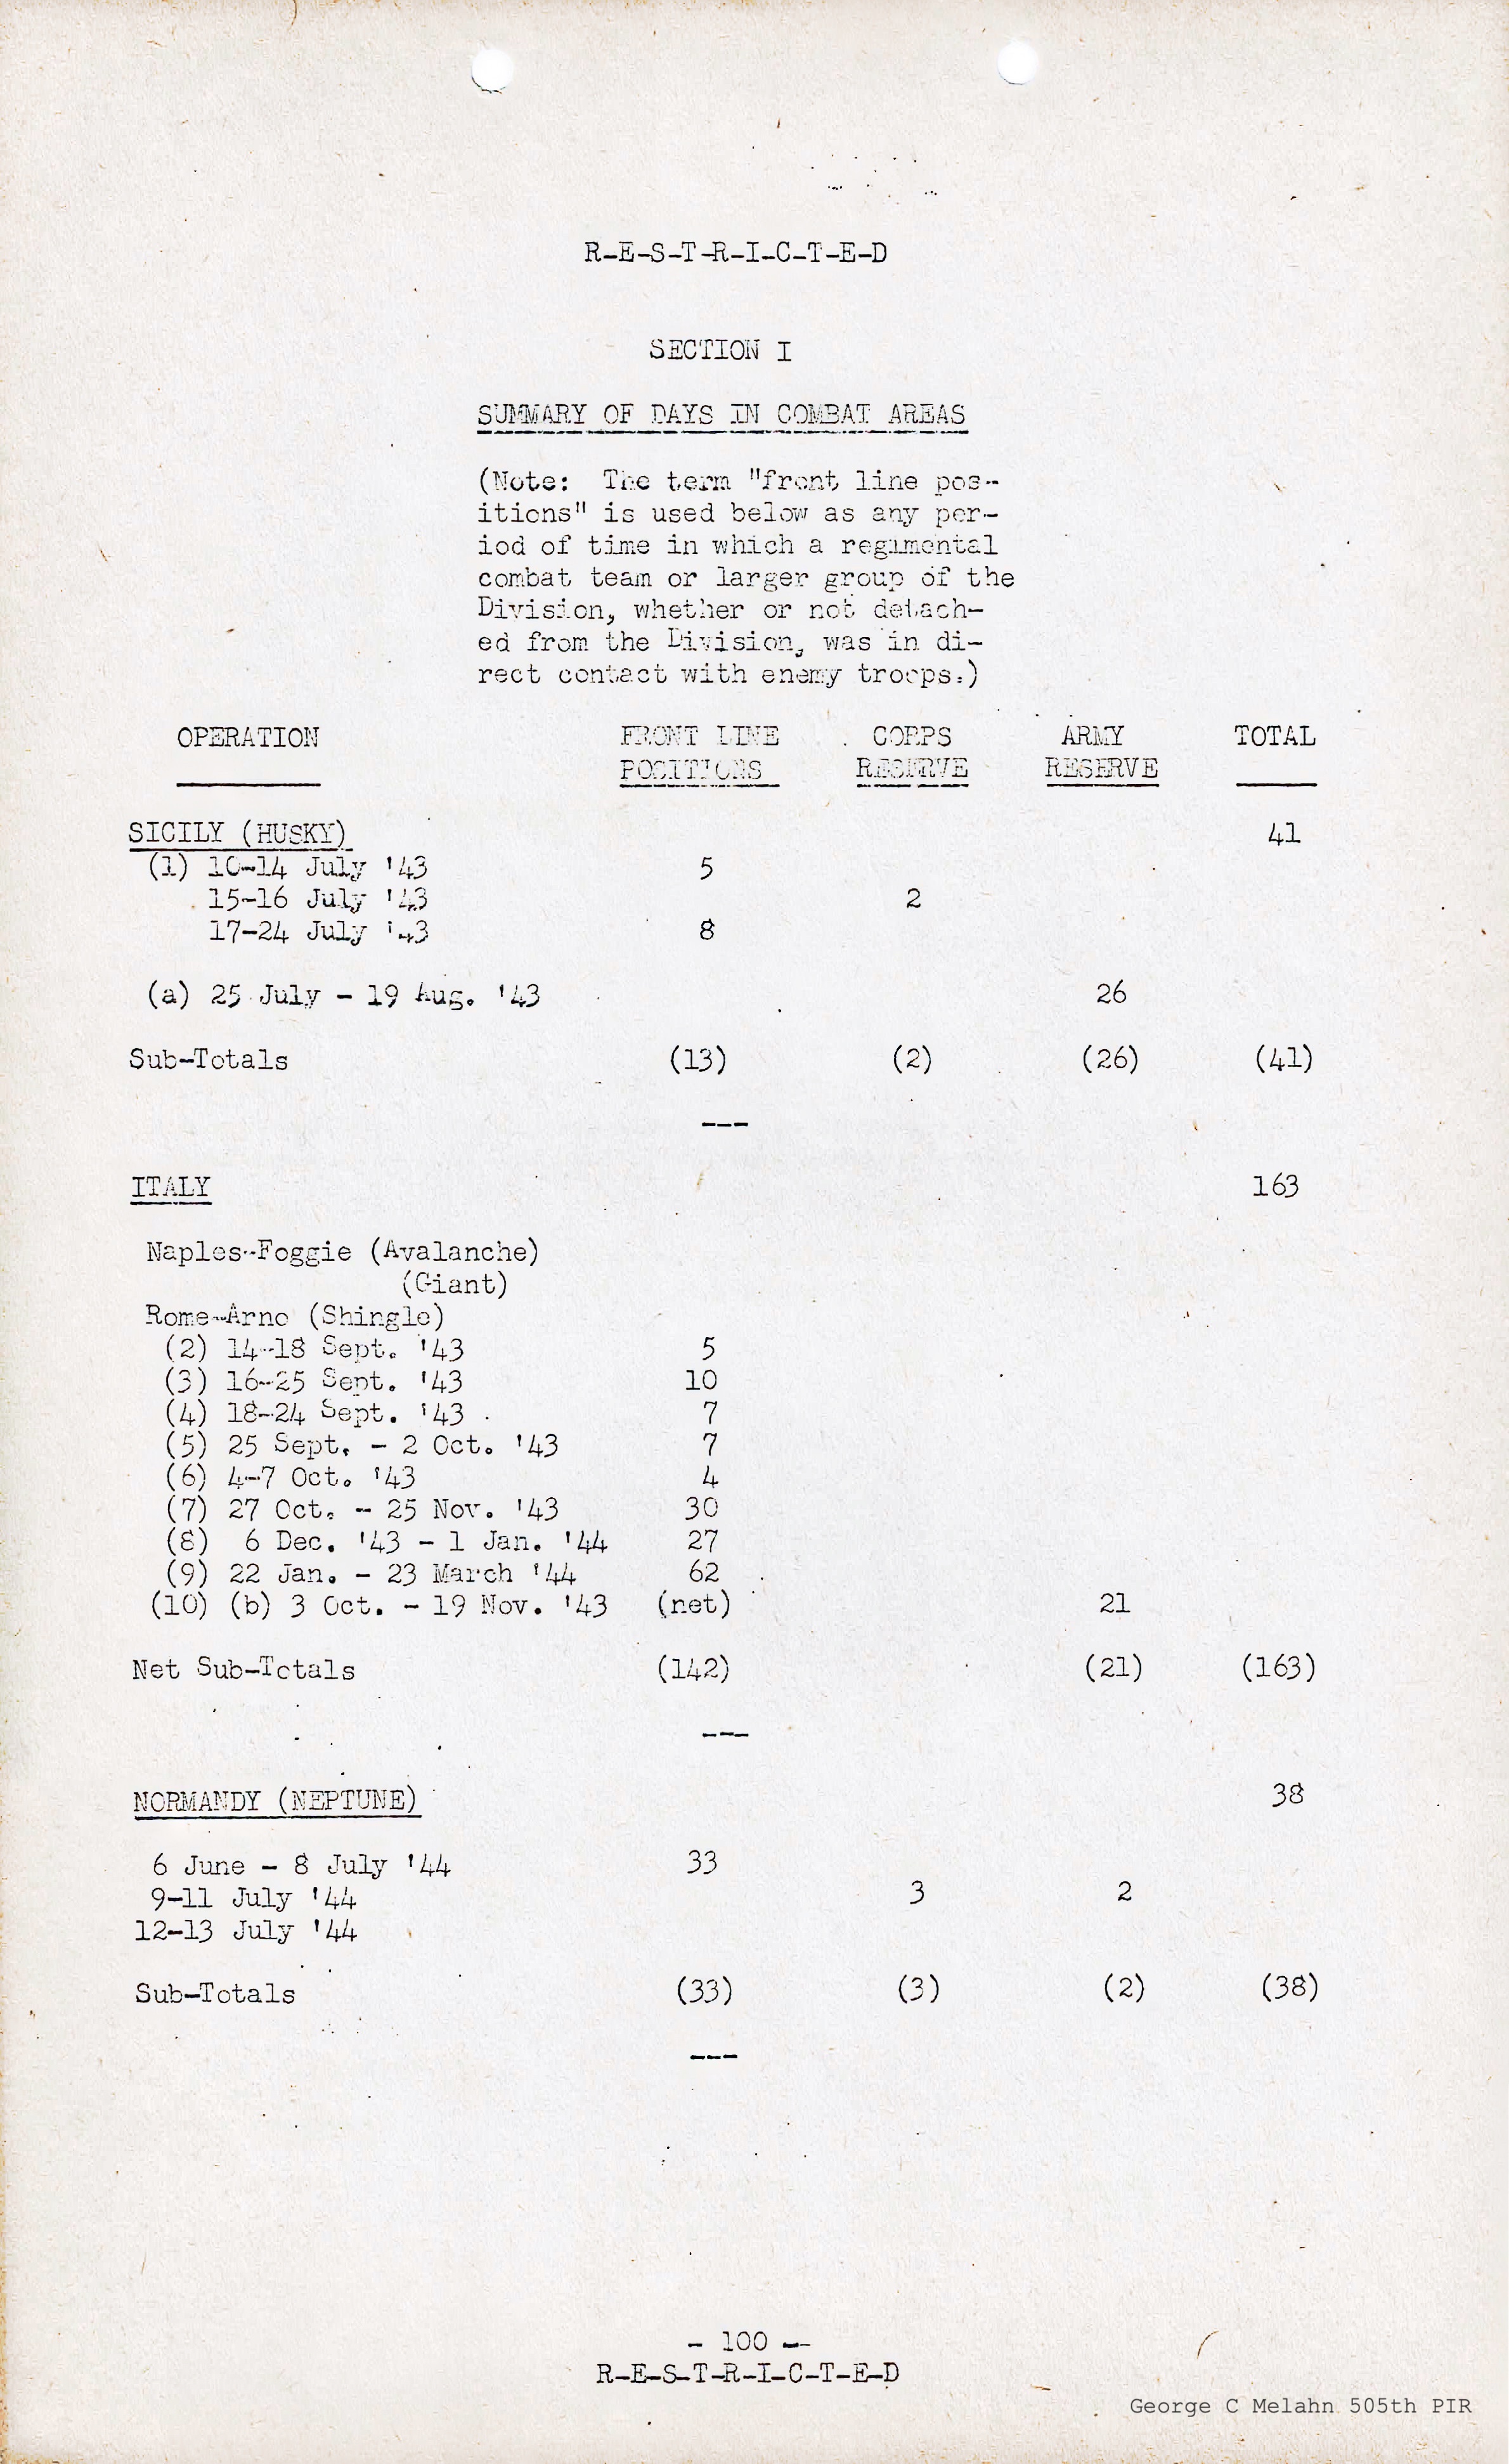 R-E-S-T-R-I-C-T-E-D
SECTION I
SUMMARY OF DAYS IN COMBAT AREAS
(Note: The term "front line pos-
itions" is used below as any per-
iod of time in which a regimental
combat team or larger group of the
Division, whether or not detach-
ed from the Division, was in di-
rect contact with enemy troops.)
OPERATION FRONT LINE CORPS ARMY TOTAL
POSITIONS RESERVE RESERVE
SICILY (HUSKY) 41
(1) 10-14 July '43 5
15-16 July '43 2
17-24 July '43 8
(a) 25 July - 19 Aug. '43 26
Sub-Totals (13) (2) (26) (41)
---
ITALY 163
Naples-Foggie (Avalanche)
(Giant)
Rome-Arno (Shingle)
(2) 14-18 Sept. '43 5
(3) 16-25 Sept. '43 10
(4) 18-24 Sept. '43 7
(5) 25 Sept. - 2 Oct. '43 7
(6) 4-7 Oct. '43 4
(7) 27 Oct. - 25 Nov. '43 30
(8) 6 Dec. '43 - 1 Jan. '44 27
(9) 22 Jan. - 23 March '44 62
(10) (b) 3 Oct. - 19 Nov. '43 (net) 21
Net Sub-Totals (142) (21) (163)
---
NORMANDY (NEPTUNE) 38
6 June - 8 July '44 33
9-11 July '44 3 2
12-13 July '44
Sub-Totals (33) (3) (2) (38)
---
- 100 -
R-E-S-T-R-I-C-T-E-D
George C Melahn 505th PIR